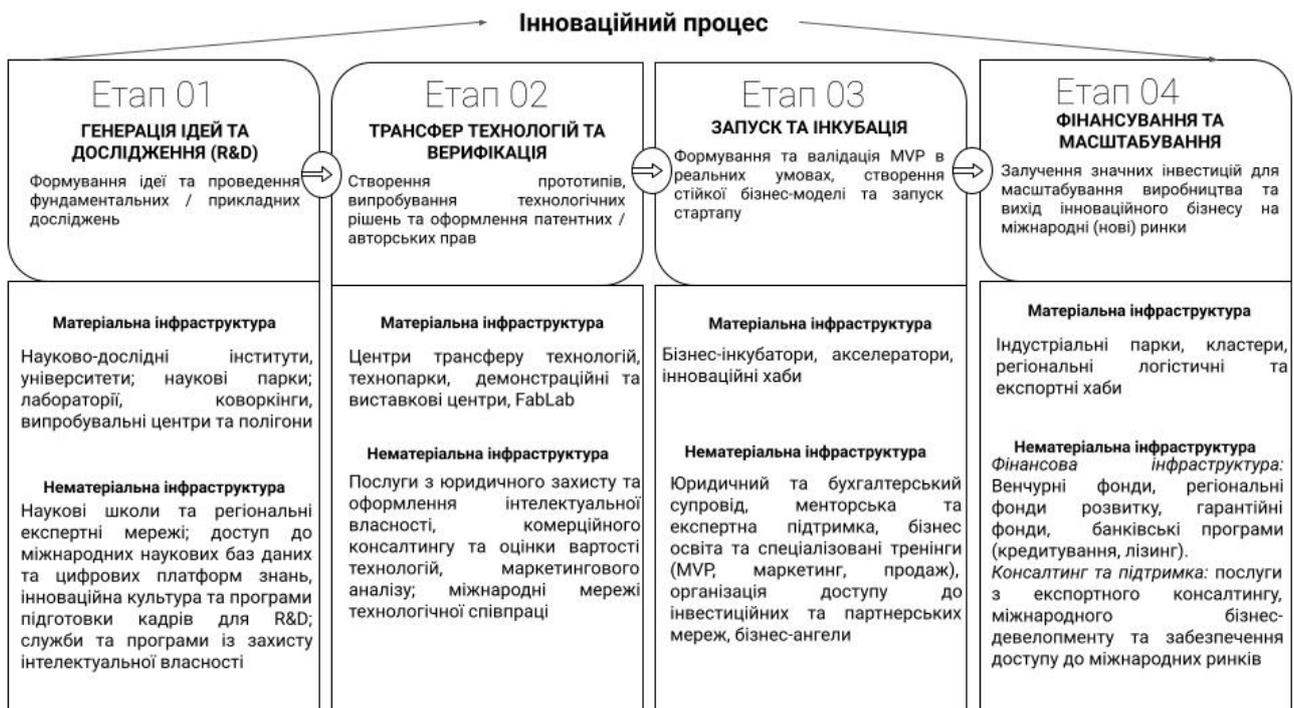 Інноваційний процес
Етап 01
ГЕНЕРАЦІЯ ІДЕЙ ТА
ДОСЛІДЖЕННЯ (R&D)
Формування ідеї та проведення
фундаментальних / прикладних
досліджень
Матеріальна інфраструктура
Науково-дослідні інститути,
університети; наукові парки;
лабораторії, коворкінги,
випробувальні центри та полігони
Нематеріальна інфраструктура
Наукові школи та регіональні
експертні мережі; доступ до
міжнародних наукових баз даних
та цифрових платформ знань,
інноваційна культура та програми
підготовки кадрів для R&D;
служби та програми із захисту
інтелектуальної власності
Етап 02
ТРАНСФЕР ТЕХНОЛОГІЙ ТА
ВЕРИФІКАЦІЯ
Створення прототипів,
випробування технологічних
рішень та оформлення патентних /
авторських прав
Матеріальна інфраструктура
Центри трансферу технологій,
технопарки, демонстраційні та
виставкові центри, FabLab
Нематеріальна інфраструктура
Послуги з юридичного захисту та
оформлення інтелектуальної
власності, комерційного
консалтингу та оцінки вартості
технологій, маркетингового
аналізу; міжнародні мережі
технологічної співпраці
Етап 03
ЗАПУСК ТА ІНКУБАЦІЯ
Формування та валідація MVP в
реальних умовах, створення
стійкої бізнес-моделі та запуск
стартапу
Матеріальна інфраструктура
Бізнес-інкубатори, акселератори,
інноваційні хаби
Нематеріальна інфраструктура
Юридичний та бухгалтерський
супровід, менторська та
експертна підтримка, бізнес
освіта та спеціалізовані тренінги
(MVP, маркетинг, продаж),
організація доступу до
інвестиційних та партнерських
мереж, бізнес-ангели
Етап 04
ФІНАНСУВАННЯ ТА
МАСШТАБУВАННЯ
Залучення значних інвестицій для
масштабування виробництва та
вихід інноваційного бізнесу на
міжнародні (нові) ринки
Матеріальна інфраструктура
Індустріальні парки, кластери,
регіональні логістичні та
експортні хаби
Нематеріальна інфраструктура
Фінансова інфраструктура:
Венчурні фонди, регіональні
фонди розвитку, гарантійні
фонди, банківські програми
(кредитування, лізинг).
Консалтинг та підтримка: послуги
з експортного консалтингу,
міжнародного бізнес-
девелопменту та забезпечення
доступу до міжнародних ринків